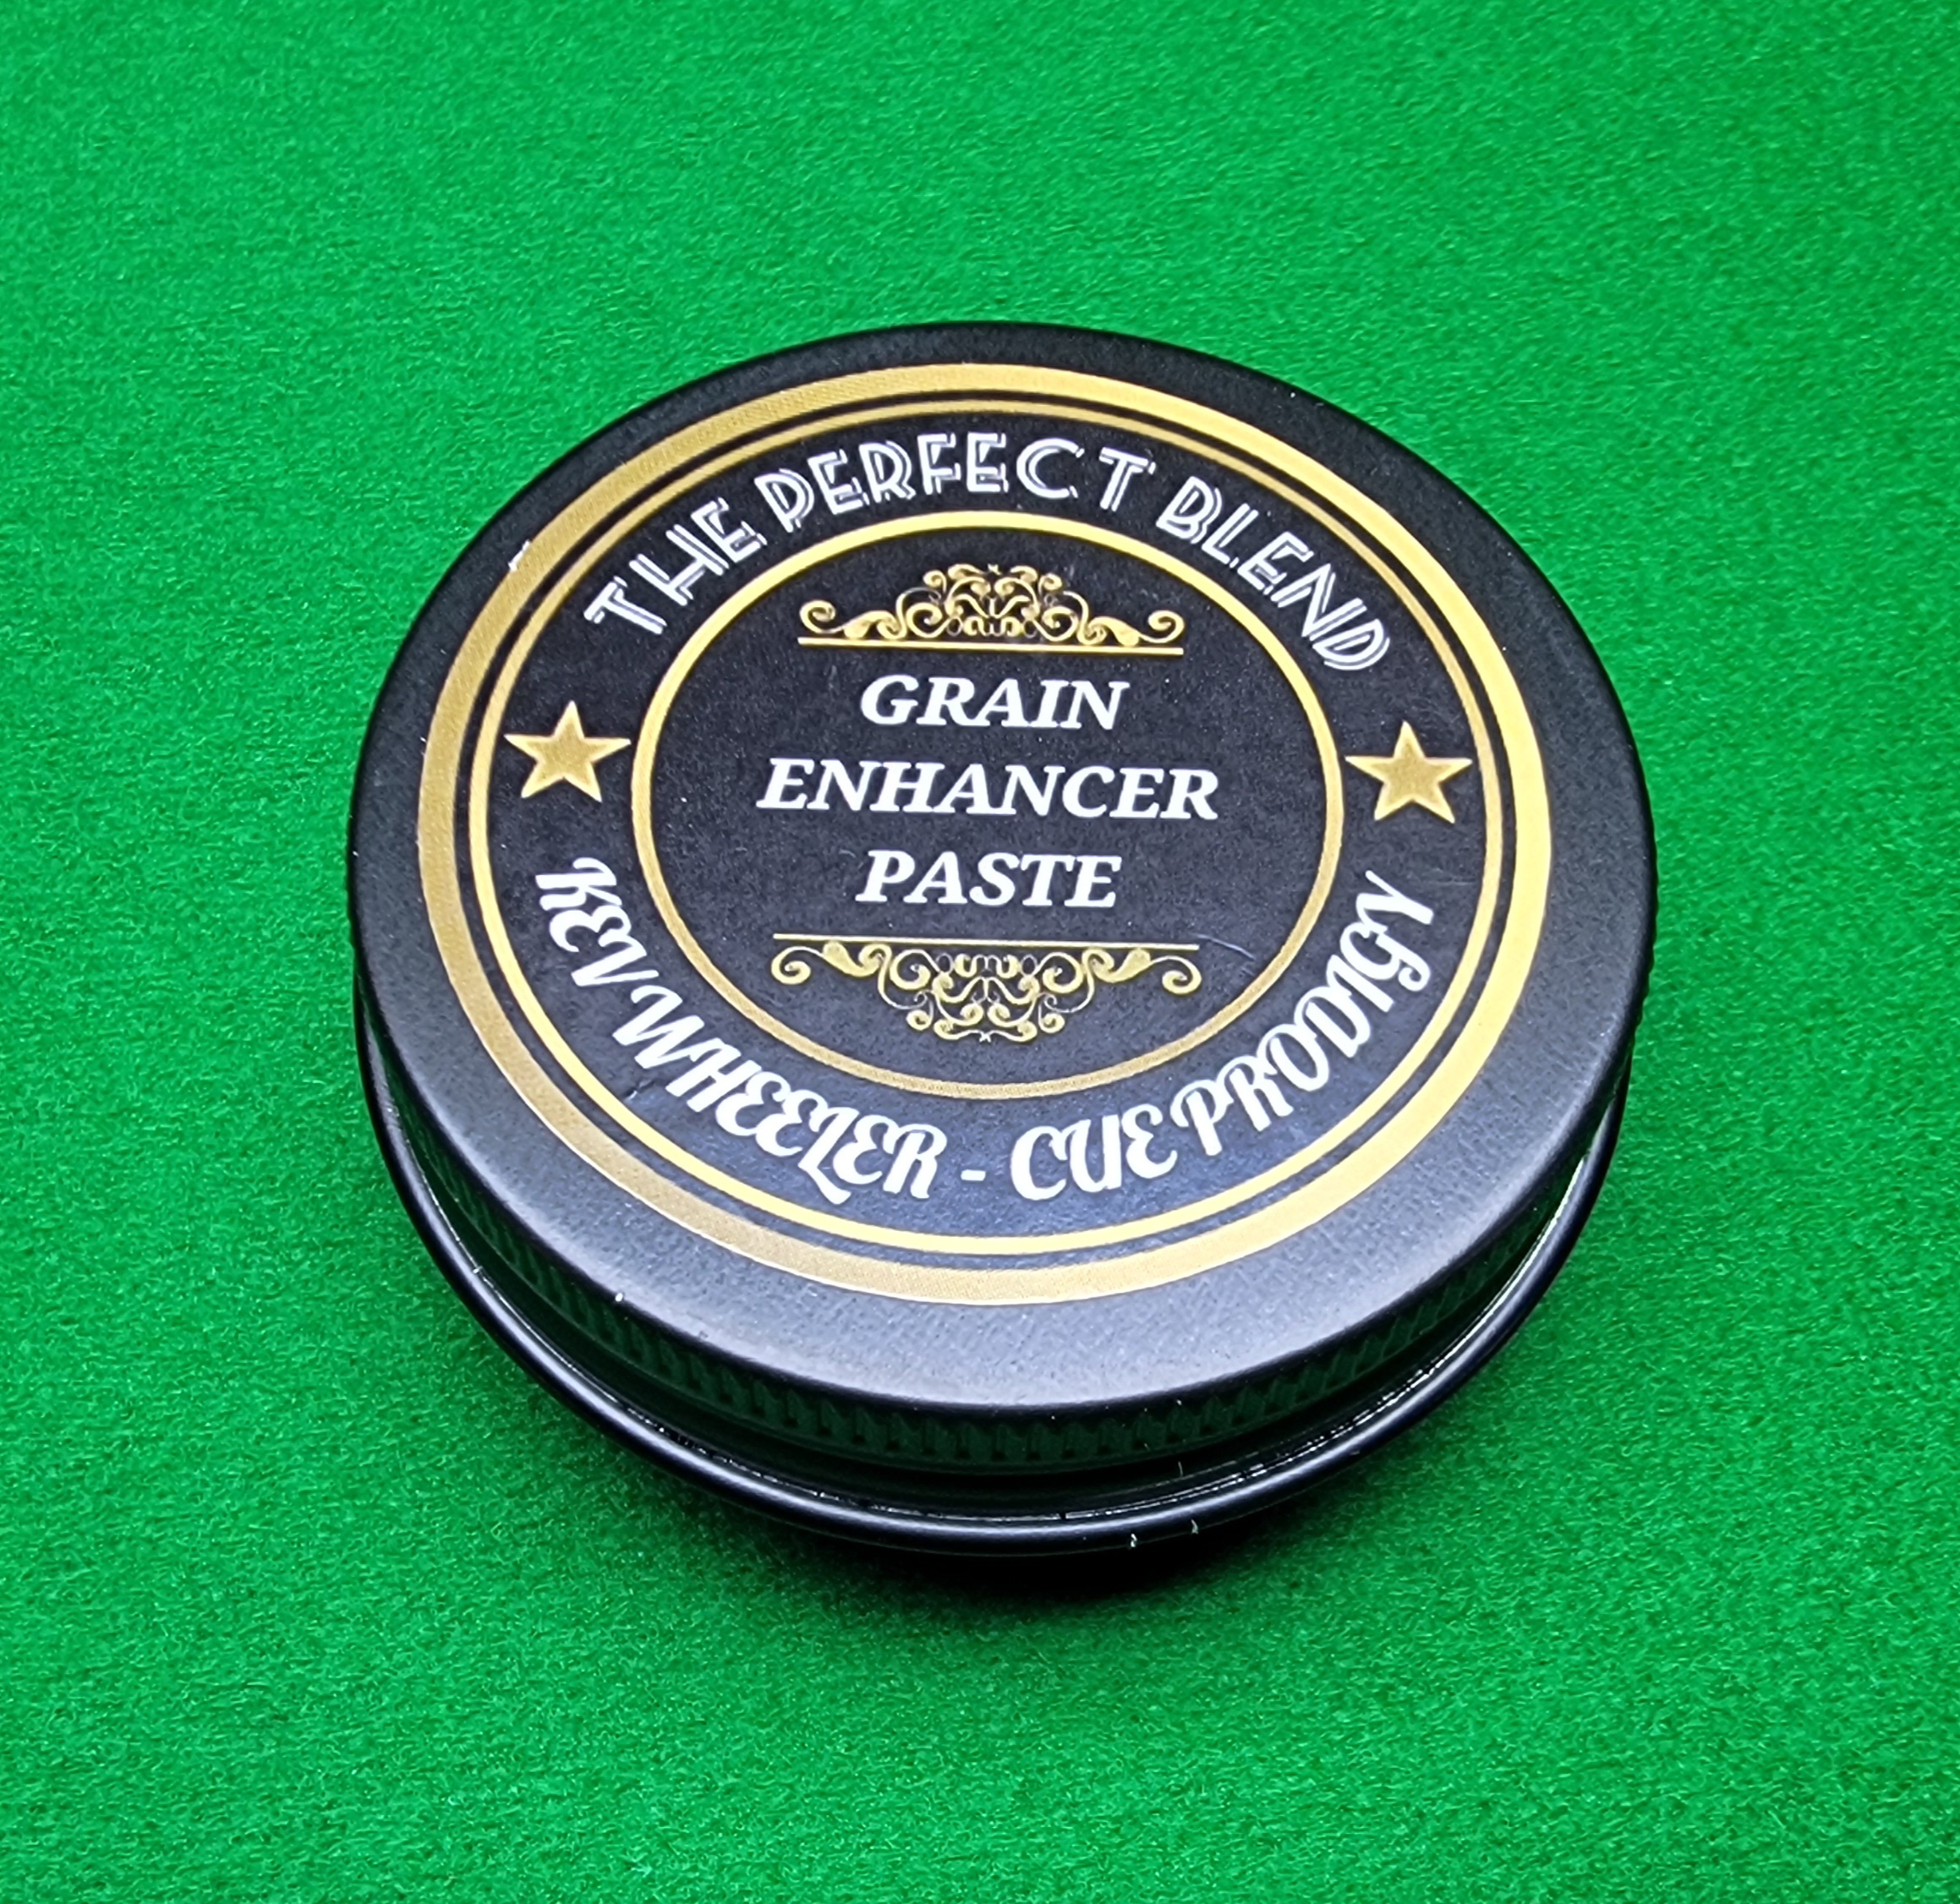 THE PERFECT BLEND
GRAIN
ENHANCER
PASTE
KEV WHEELER - CUE PRODIGY